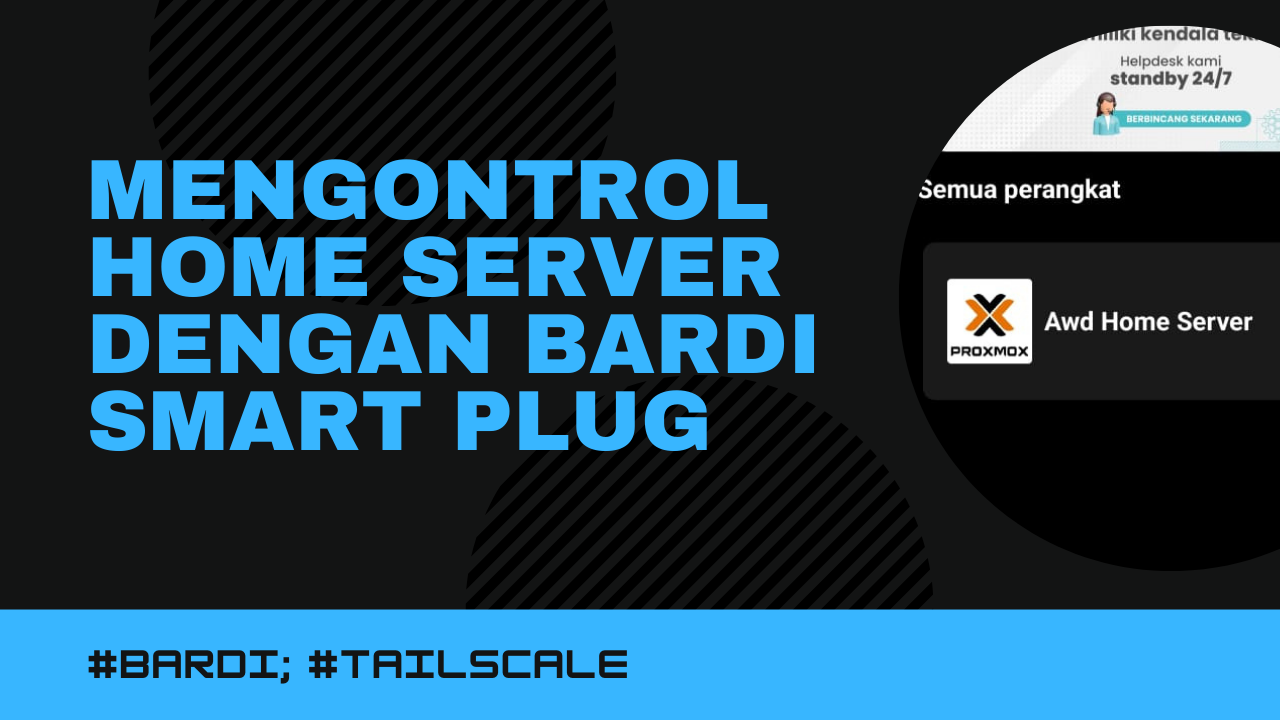 MENGONTROL
HOME SERVER
DENGAN BARDI
SMART PLUG
kendala
Helpdesk kami
standby 24/7
BERBINCANG SEKARANG
Semua perangkat
PROXMOX
Awd Home Server
#BARDI; #TAILSCALE